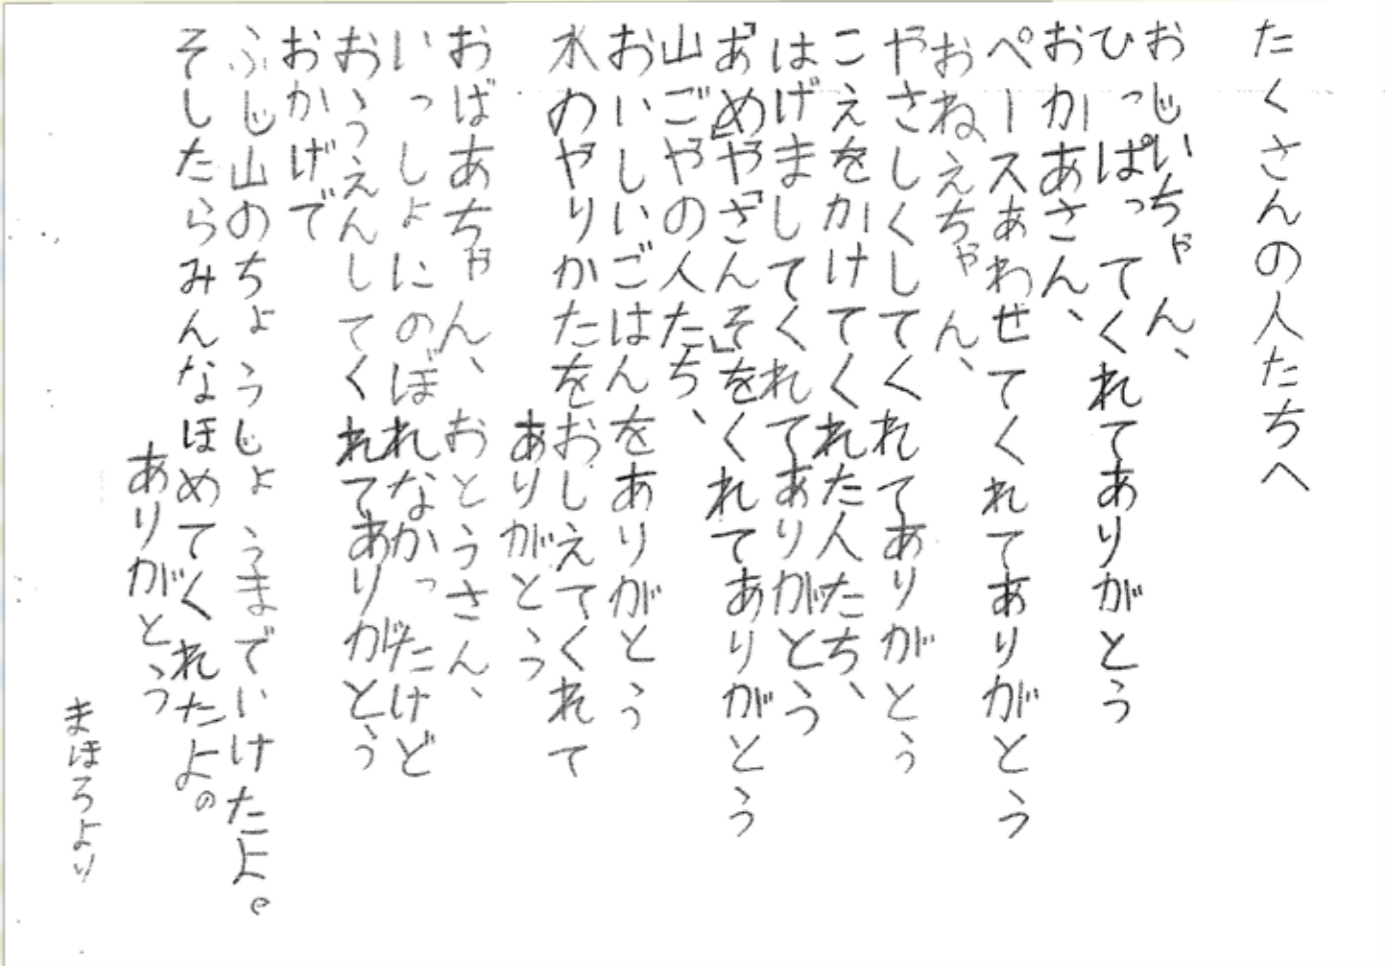 たくさんの人たちへ
おじいちゃん、
ひっぱってくれてありがとう
おかあさん、
ペースあわせてくれてありがとう
おねえちゃん、
やさしくしてくれてありがとう
こえをかけてくれた人たち、
はげましてくれてありがとう
「あめ」や「ざんそ」をくれてありがとう
山ごやの人たち、
おいしいごはんをありがとう
水のやりかたをおしえてくれて
ありがとう
おばあちゃん、おとうさん、
いっしょにのぼれなかったけど
おうえんしてくれてありがとう
おかげで
ふじ山のちょうじょうまでいけたよ。
そしたらみんなほめてくれたよ。
ありがとう
まほろより